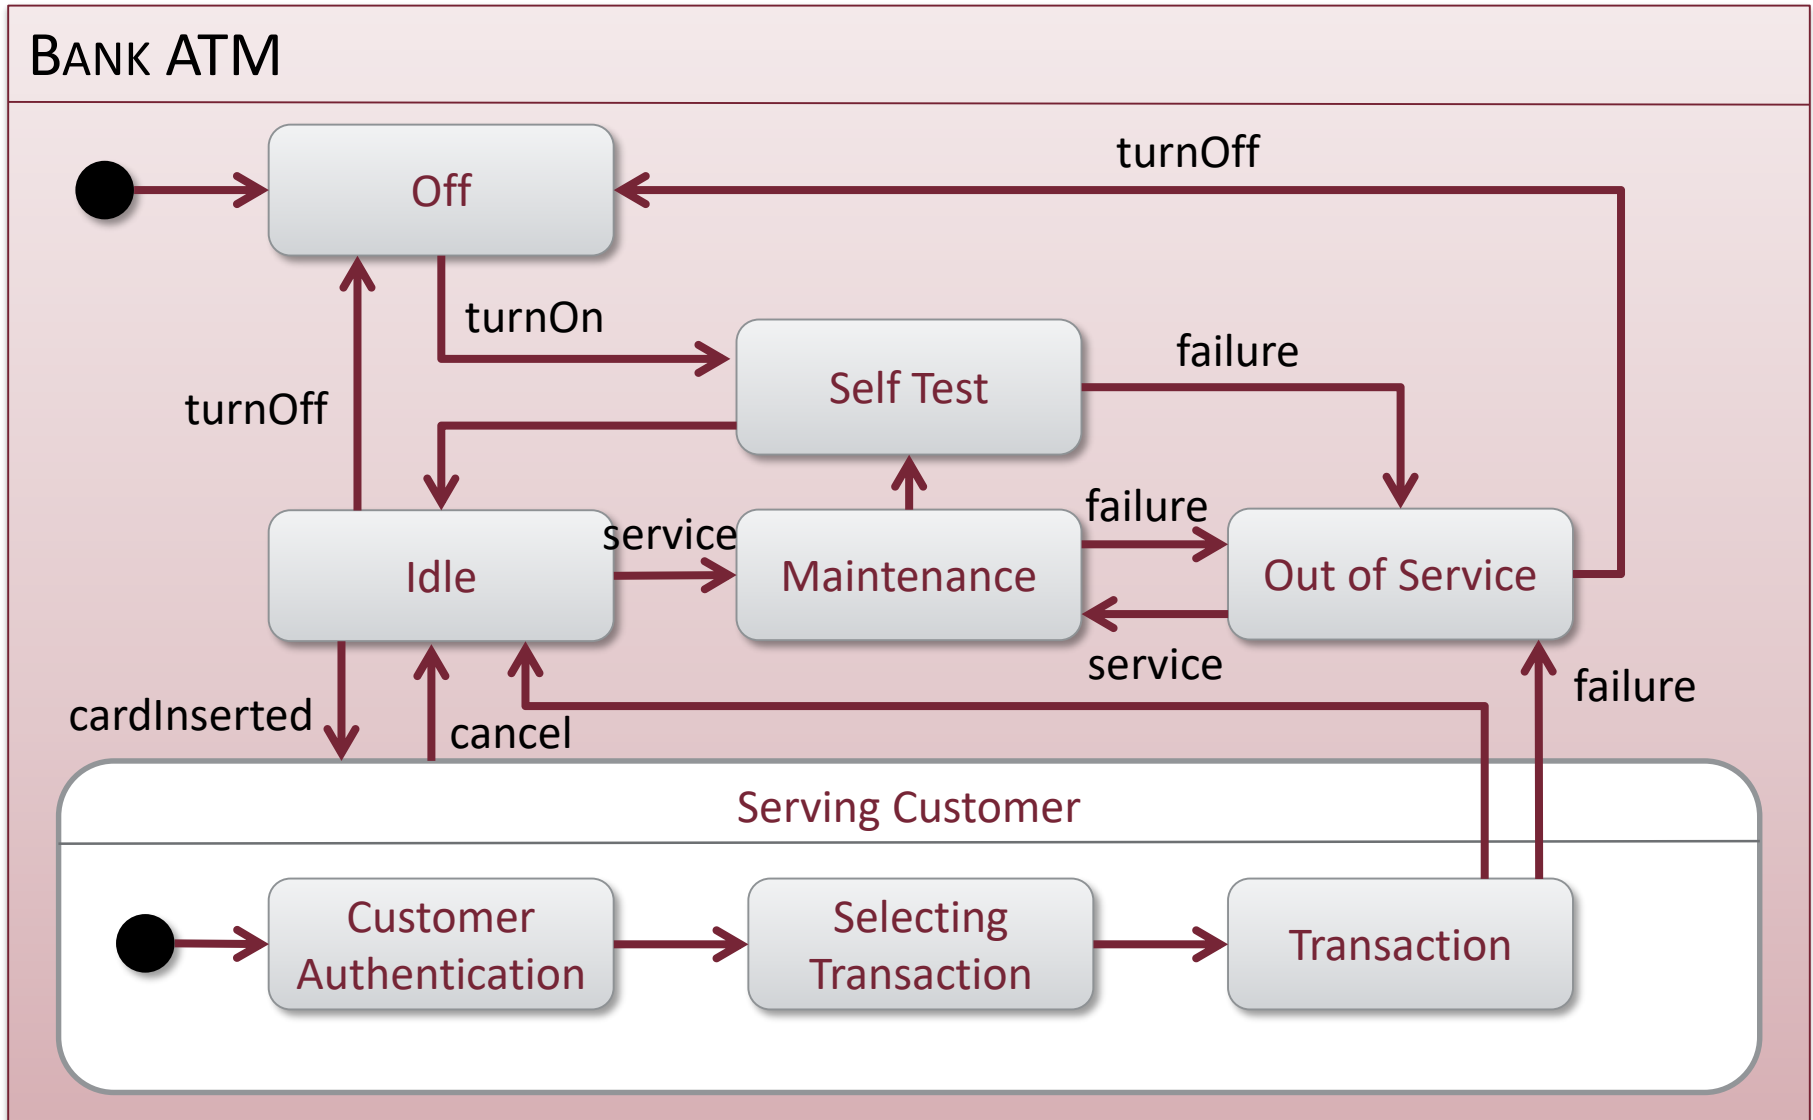 BANK ATM
turnOff
Off
turnOn
failure
Self Test
turnOff
failure
service
Idle
Maintenance
Out of Service
service
failure
cardInserted
cancel
Serving Customer
Customer
Authentication
Selecting
Transaction
Transaction